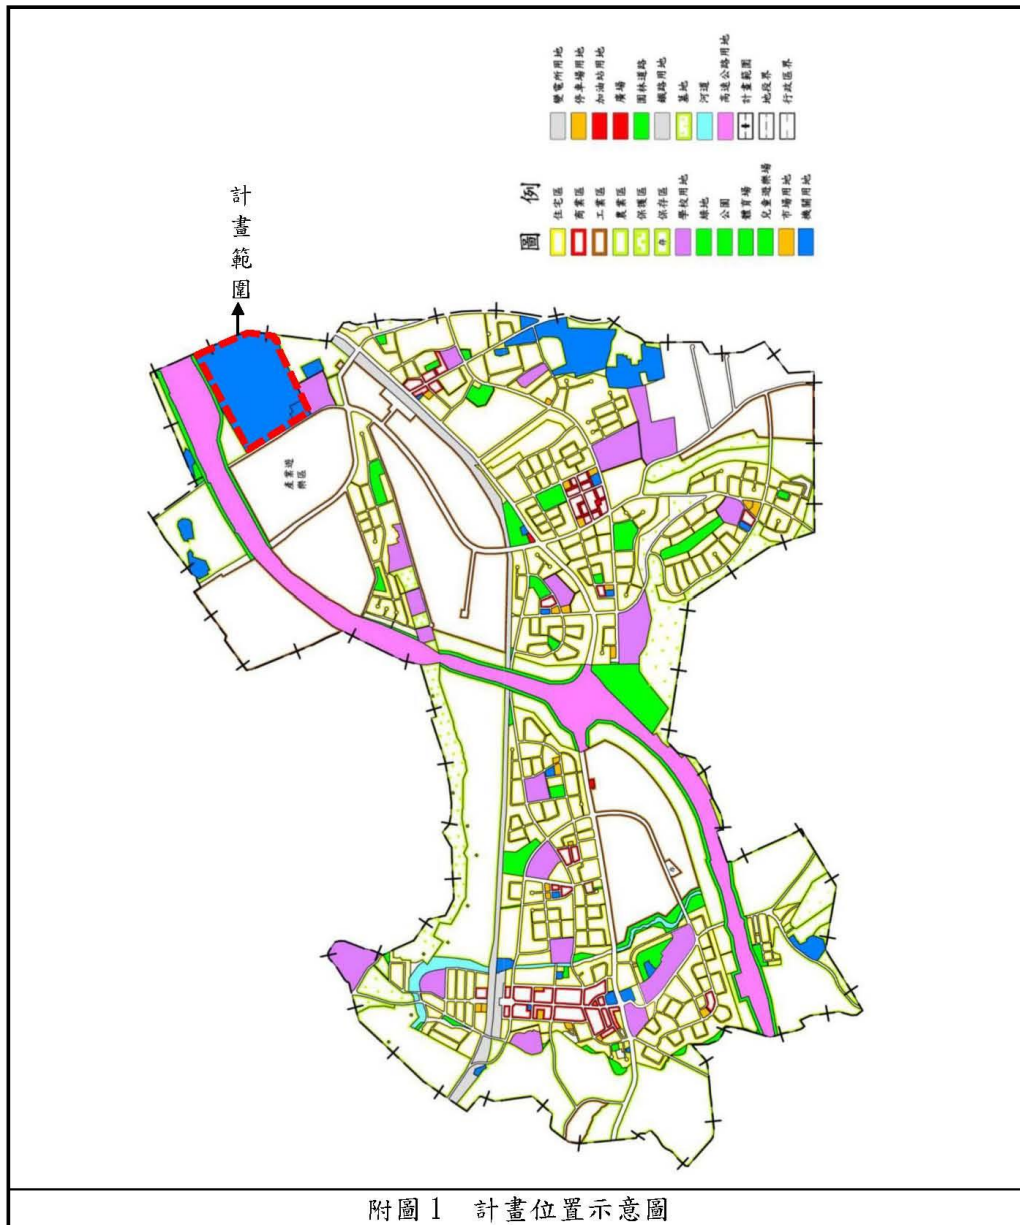 圖例
住宅區
商業區
工業區
農業區
保護區
保存區
學校用地
綠地
公園
體育場
兒童遊樂場
市場用地
機關用地
變電所用地
停車場用地
加油站用地
廣場
園林道路
鐵路用地
墓地
河道
高速公路用地
計畫範圍
地段界
行政區界
計畫範圍
產業遊
樂區
附圖1 計畫位置示意圖